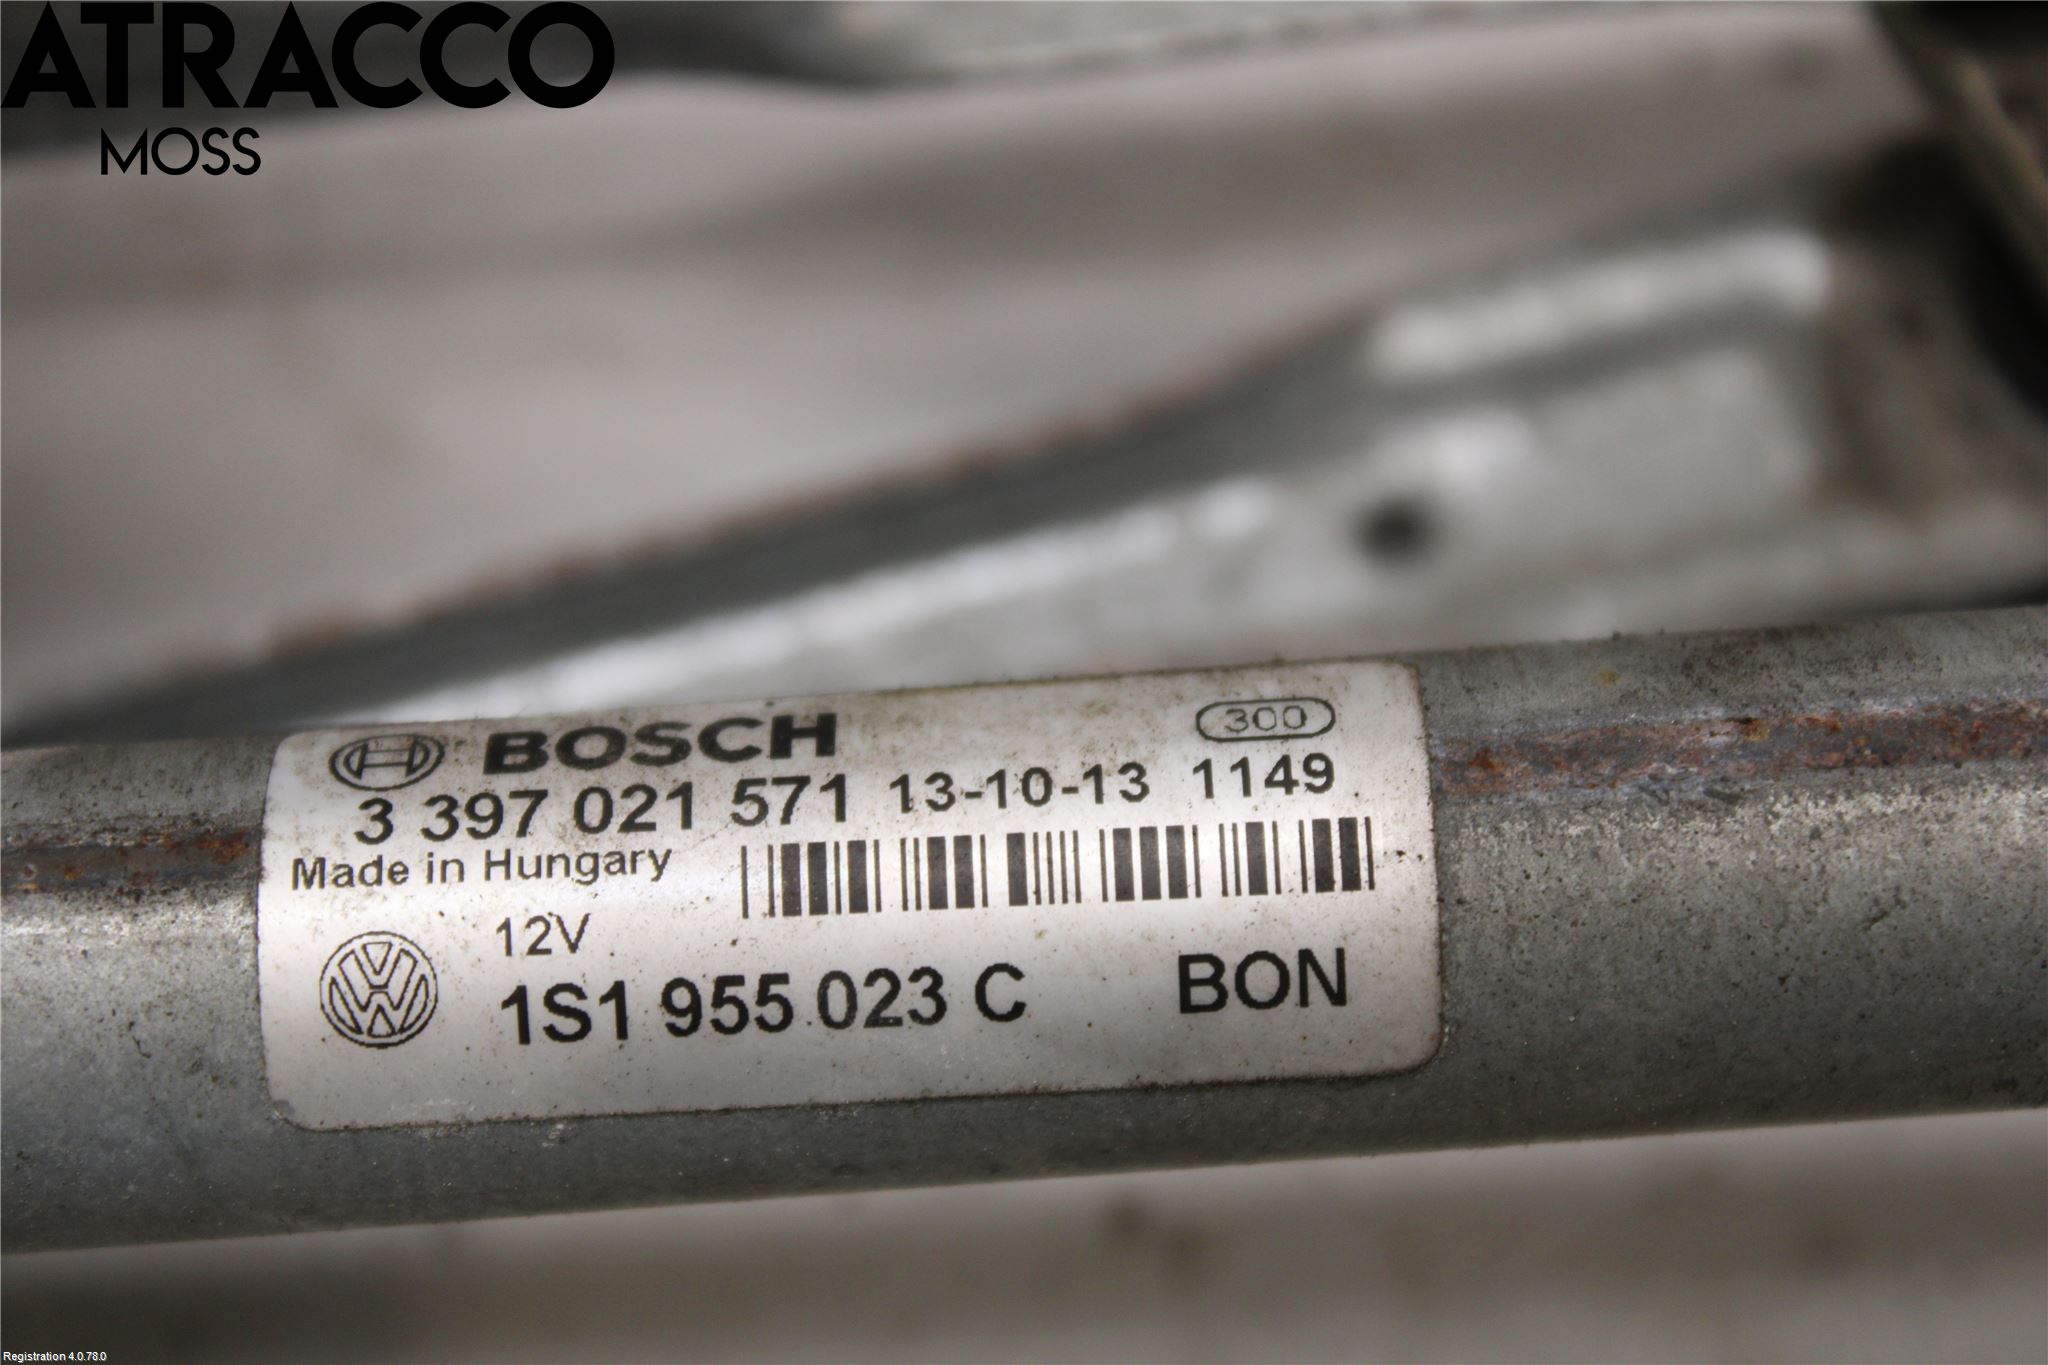 ATRACCO
MOSS
BOSCH 300
3 397 021 571 13-10-13 1149
Made in Hungary
12V
1S1 955 023 C BON
Registration 4.0.78.0